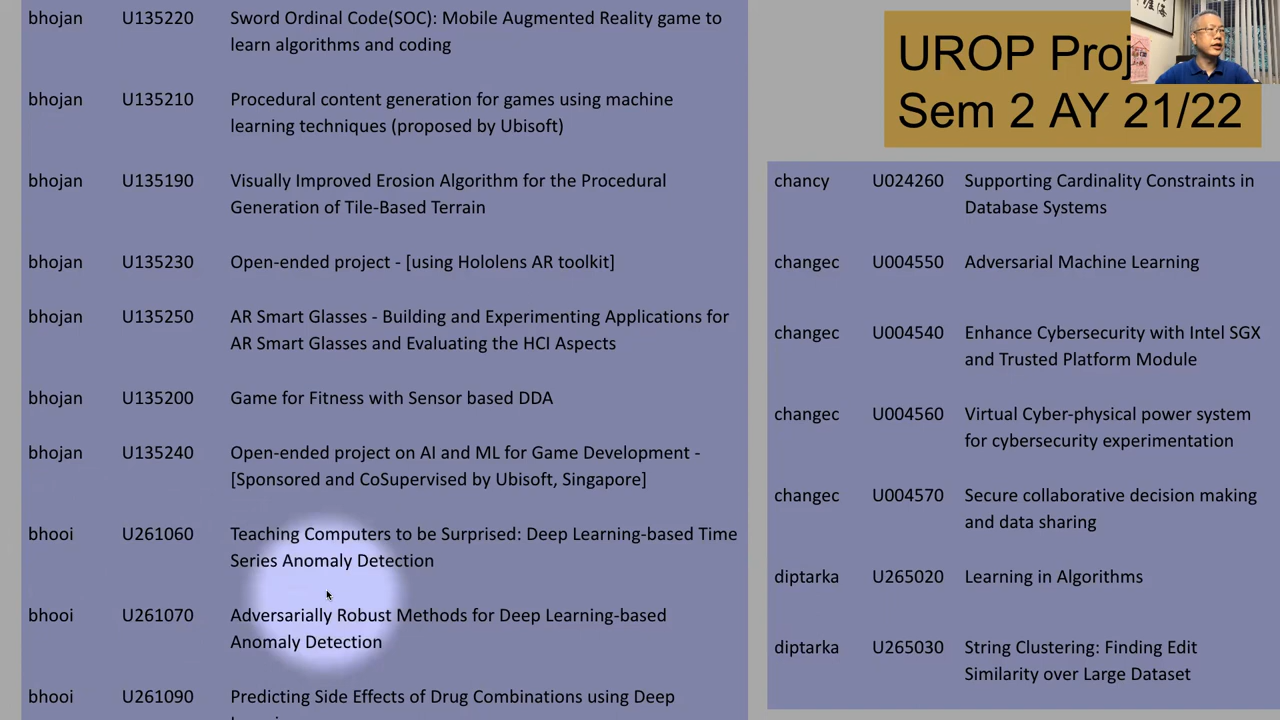 bhojan U135220 Sword Ordinal Code(SOC): Mobile Augmented Reality game to
learn algorithms and coding
bhojan U135210 Procedural content generation for games using machine
learning techniques (proposed by Ubisoft)
bhojan U135190 Visually Improved Erosion Algorithm for the Procedural
Generation of Tile-Based Terrain
bhojan U135230 Open-ended project - [using Hololens AR toolkit]
bhojan U135250 AR Smart Glasses - Building and Experimenting Applications for
AR Smart Glasses and Evaluating the HCI Aspects
bhojan U135200 Game for Fitness with Sensor based DDA
bhojan U135240 Open-ended project on AI and ML for Game Development -
[Sponsored and CoSupervised by Ubisoft, Singapore]
bhooi U261060 Teaching Computers to be Surprised: Deep Learning-based Time
Series Anomaly Detection
bhooi U261070 Adversarially Robust Methods for Deep Learning-based
Anomaly Detection
bhooi U261090 Predicting Side Effects of Drug Combinations using Deep
UROP Proj
Sem 2 AY 21/22
chancy U024260 Supporting Cardinality Constraints in
Database Systems
changec U004550 Adversarial Machine Learning
changec U004540 Enhance Cybersecurity with Intel SGX
and Trusted Platform Module
changec U004560 Virtual Cyber-physical power system
for cybersecurity experimentation
changec U004570 Secure collaborative decision making
and data sharing
diptarka U265020 Learning in Algorithms
diptarka U265030 String Clustering: Finding Edit
Similarity over Large Dataset